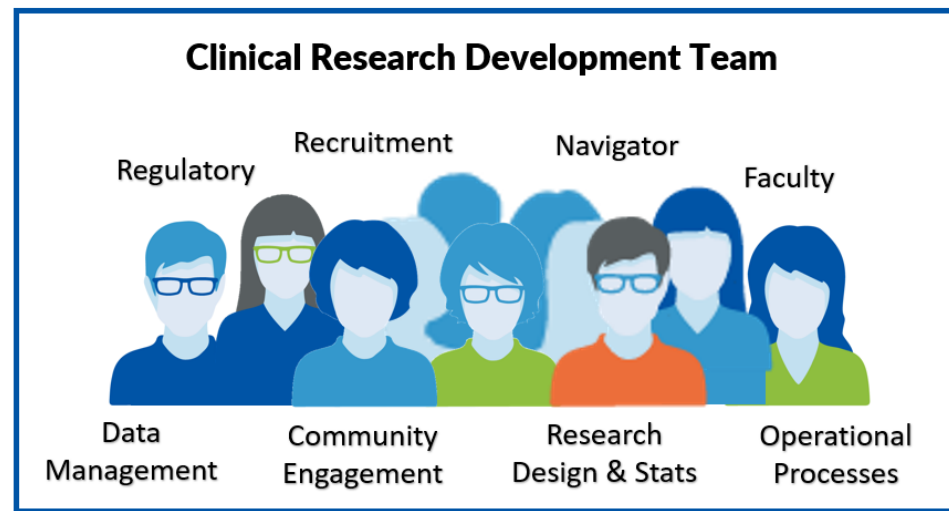 Clinical Research Development Team
Recruitment
Navigator
Regulatory
Faculty
Data
Management
Community
Engagement
Research
Design & Stats
Operational
Processes